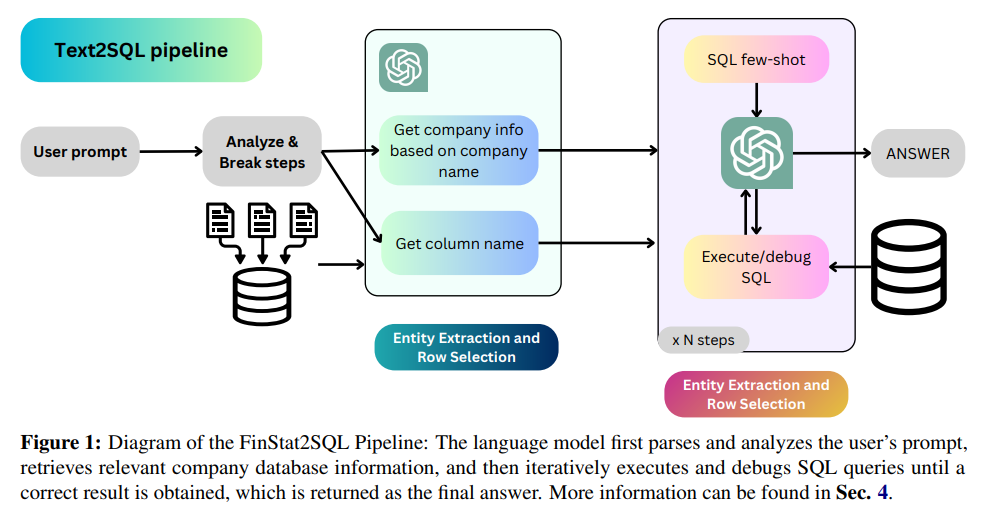 Text2SQL pipeline
User prompt
Analyze &
Break steps
Get company info
based on company
name
Get column name
Entity Extraction and
Row Selection
SQL few-shot
Execute/debug
SQL
x N steps
Entity Extraction and
Row Selection
ANSWER
Figure 1: Diagram of the FinStat2SQL Pipeline: The language model first parses and analyzes the user's prompt,
retrieves relevant company database information, and then iteratively executes and debugs SQL queries until a
correct result is obtained, which is returned as the final answer. More information can be found in Sec. 4.